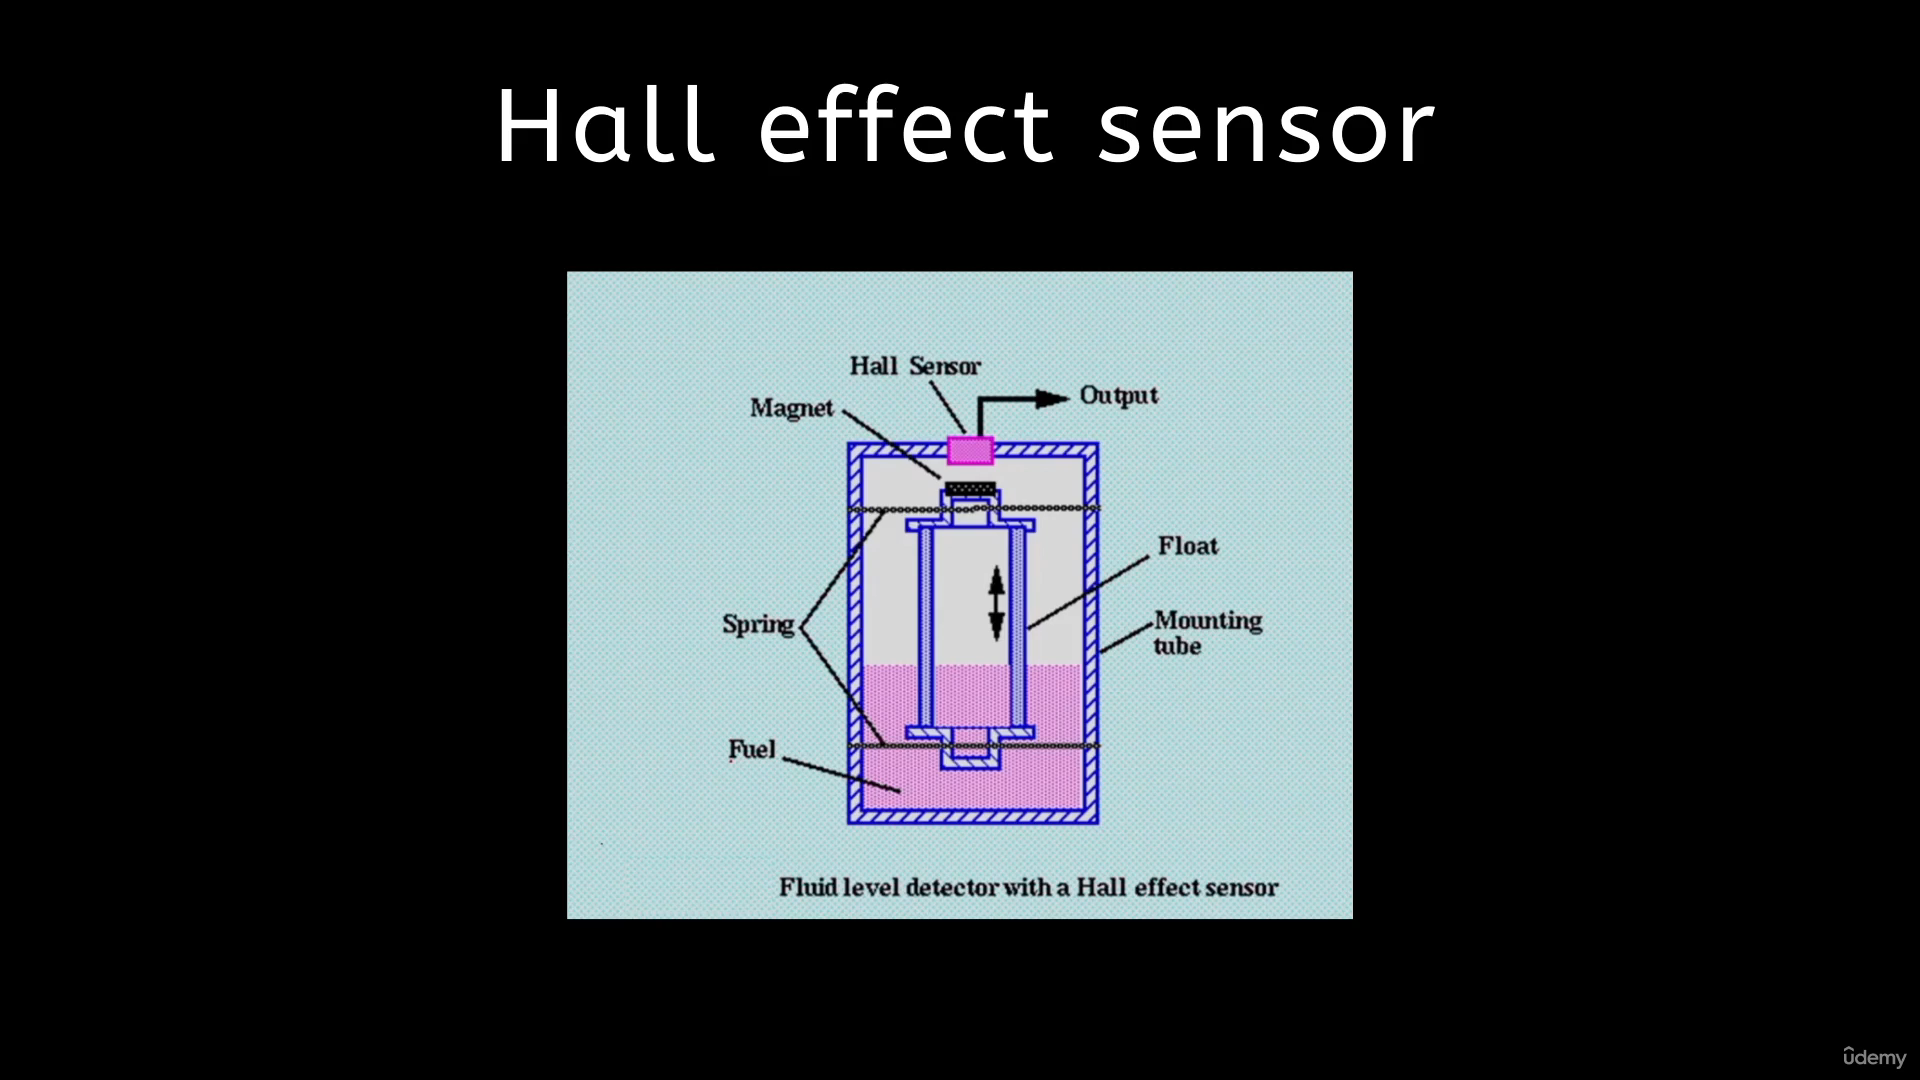 Hall effect sensor
Hall Sensor
Output
Magnet
Float
Spring
Mounting
tube
Fuel
Fluid level detector with a Hall effect sensor
ûdemy